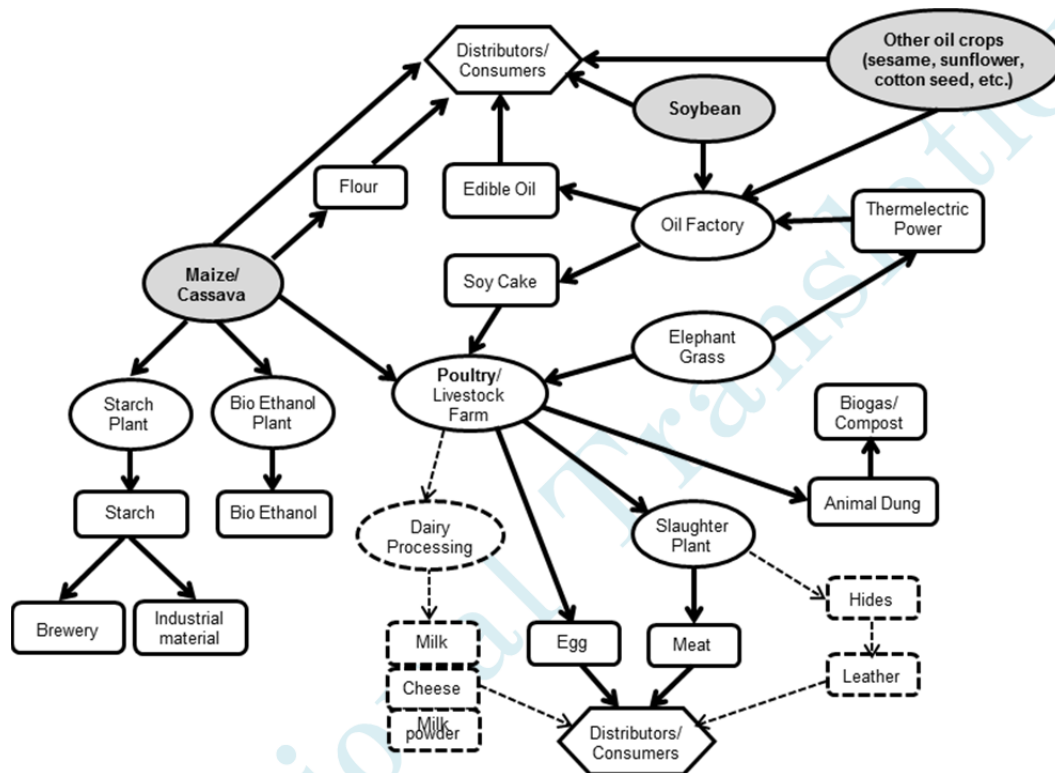 Distributors/
Consumers
Other oil crops
(sesame, sunflower,
cotton seed, etc.)
Soybean
Flour
Edible Oil
Oil Factory
Thermelectric
Power
Maize/
Cassava
Soy Cake
Elephant
Grass
Poultry/
Livestock
Farm
Starch
Plant
Bio Ethanol
Plant
Biogas/
Compost
Starch
Bio Ethanol
Animal Dung
Dairy
Processing
Slaughter
Plant
Brewery
Industrial
material
Milk
Egg
Meat
Hides
Cheese
Leather
Milk
powder
Distributors/
Consumers
ional Translatio